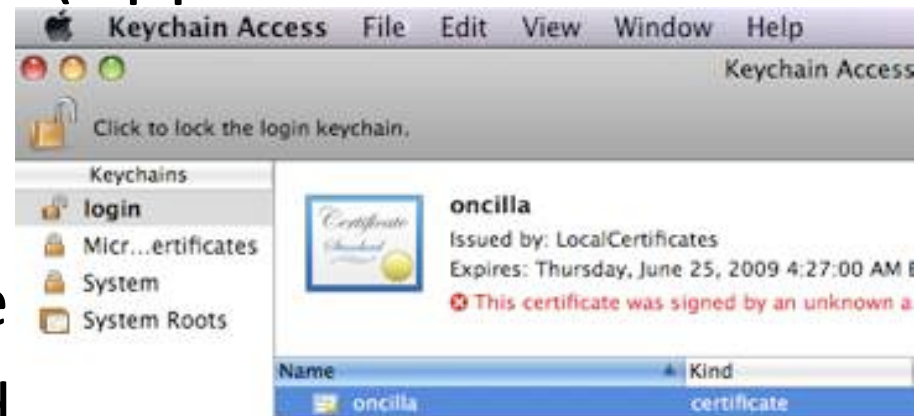 Keychain Access File Edit View Window Help
Keychain Access
Click to lock the login keychain.
Keychains
login
Micr...ertificates
System
System Roots
Certificate
Standard
oncilla
Issued by: LocalCertificates
Expires: Thursday, June 25, 2009 4:27:00 AM
This certificate was signed by an unknown
Name Kind
oncilla certificate